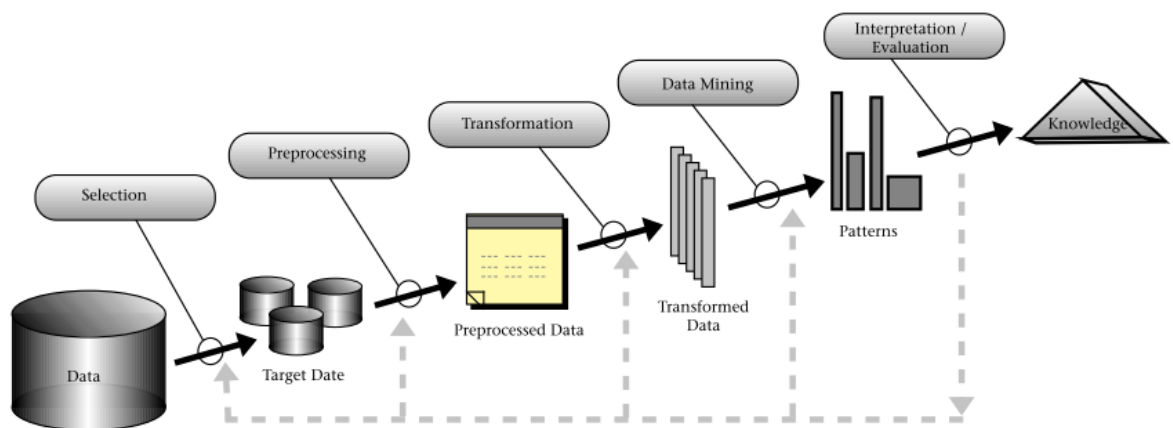 Interpretation /
Evaluation
Data Mining
Transformation
Preprocessing
Selection
Knowledge
Patterns
Transformed
Data
Preprocessed Data
Target Date
Data